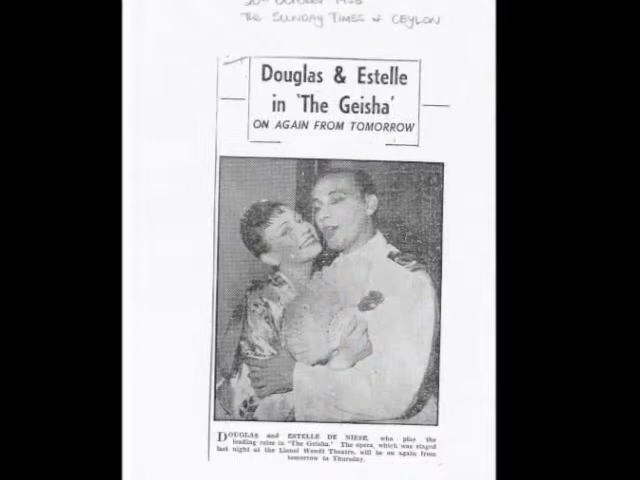 The SUNDAY TIMES of CEYLON
Douglas & Estelle
in 'The Geisha'
ON AGAIN FROM TOMORROW
DOUGLAS and ESTELLE DE NIESE, who play the
leading roles in "The Geisha." The opera, which was staged
last night at the Lionel Wendt Theatre, will be on again from
tomorrow to Thursday.